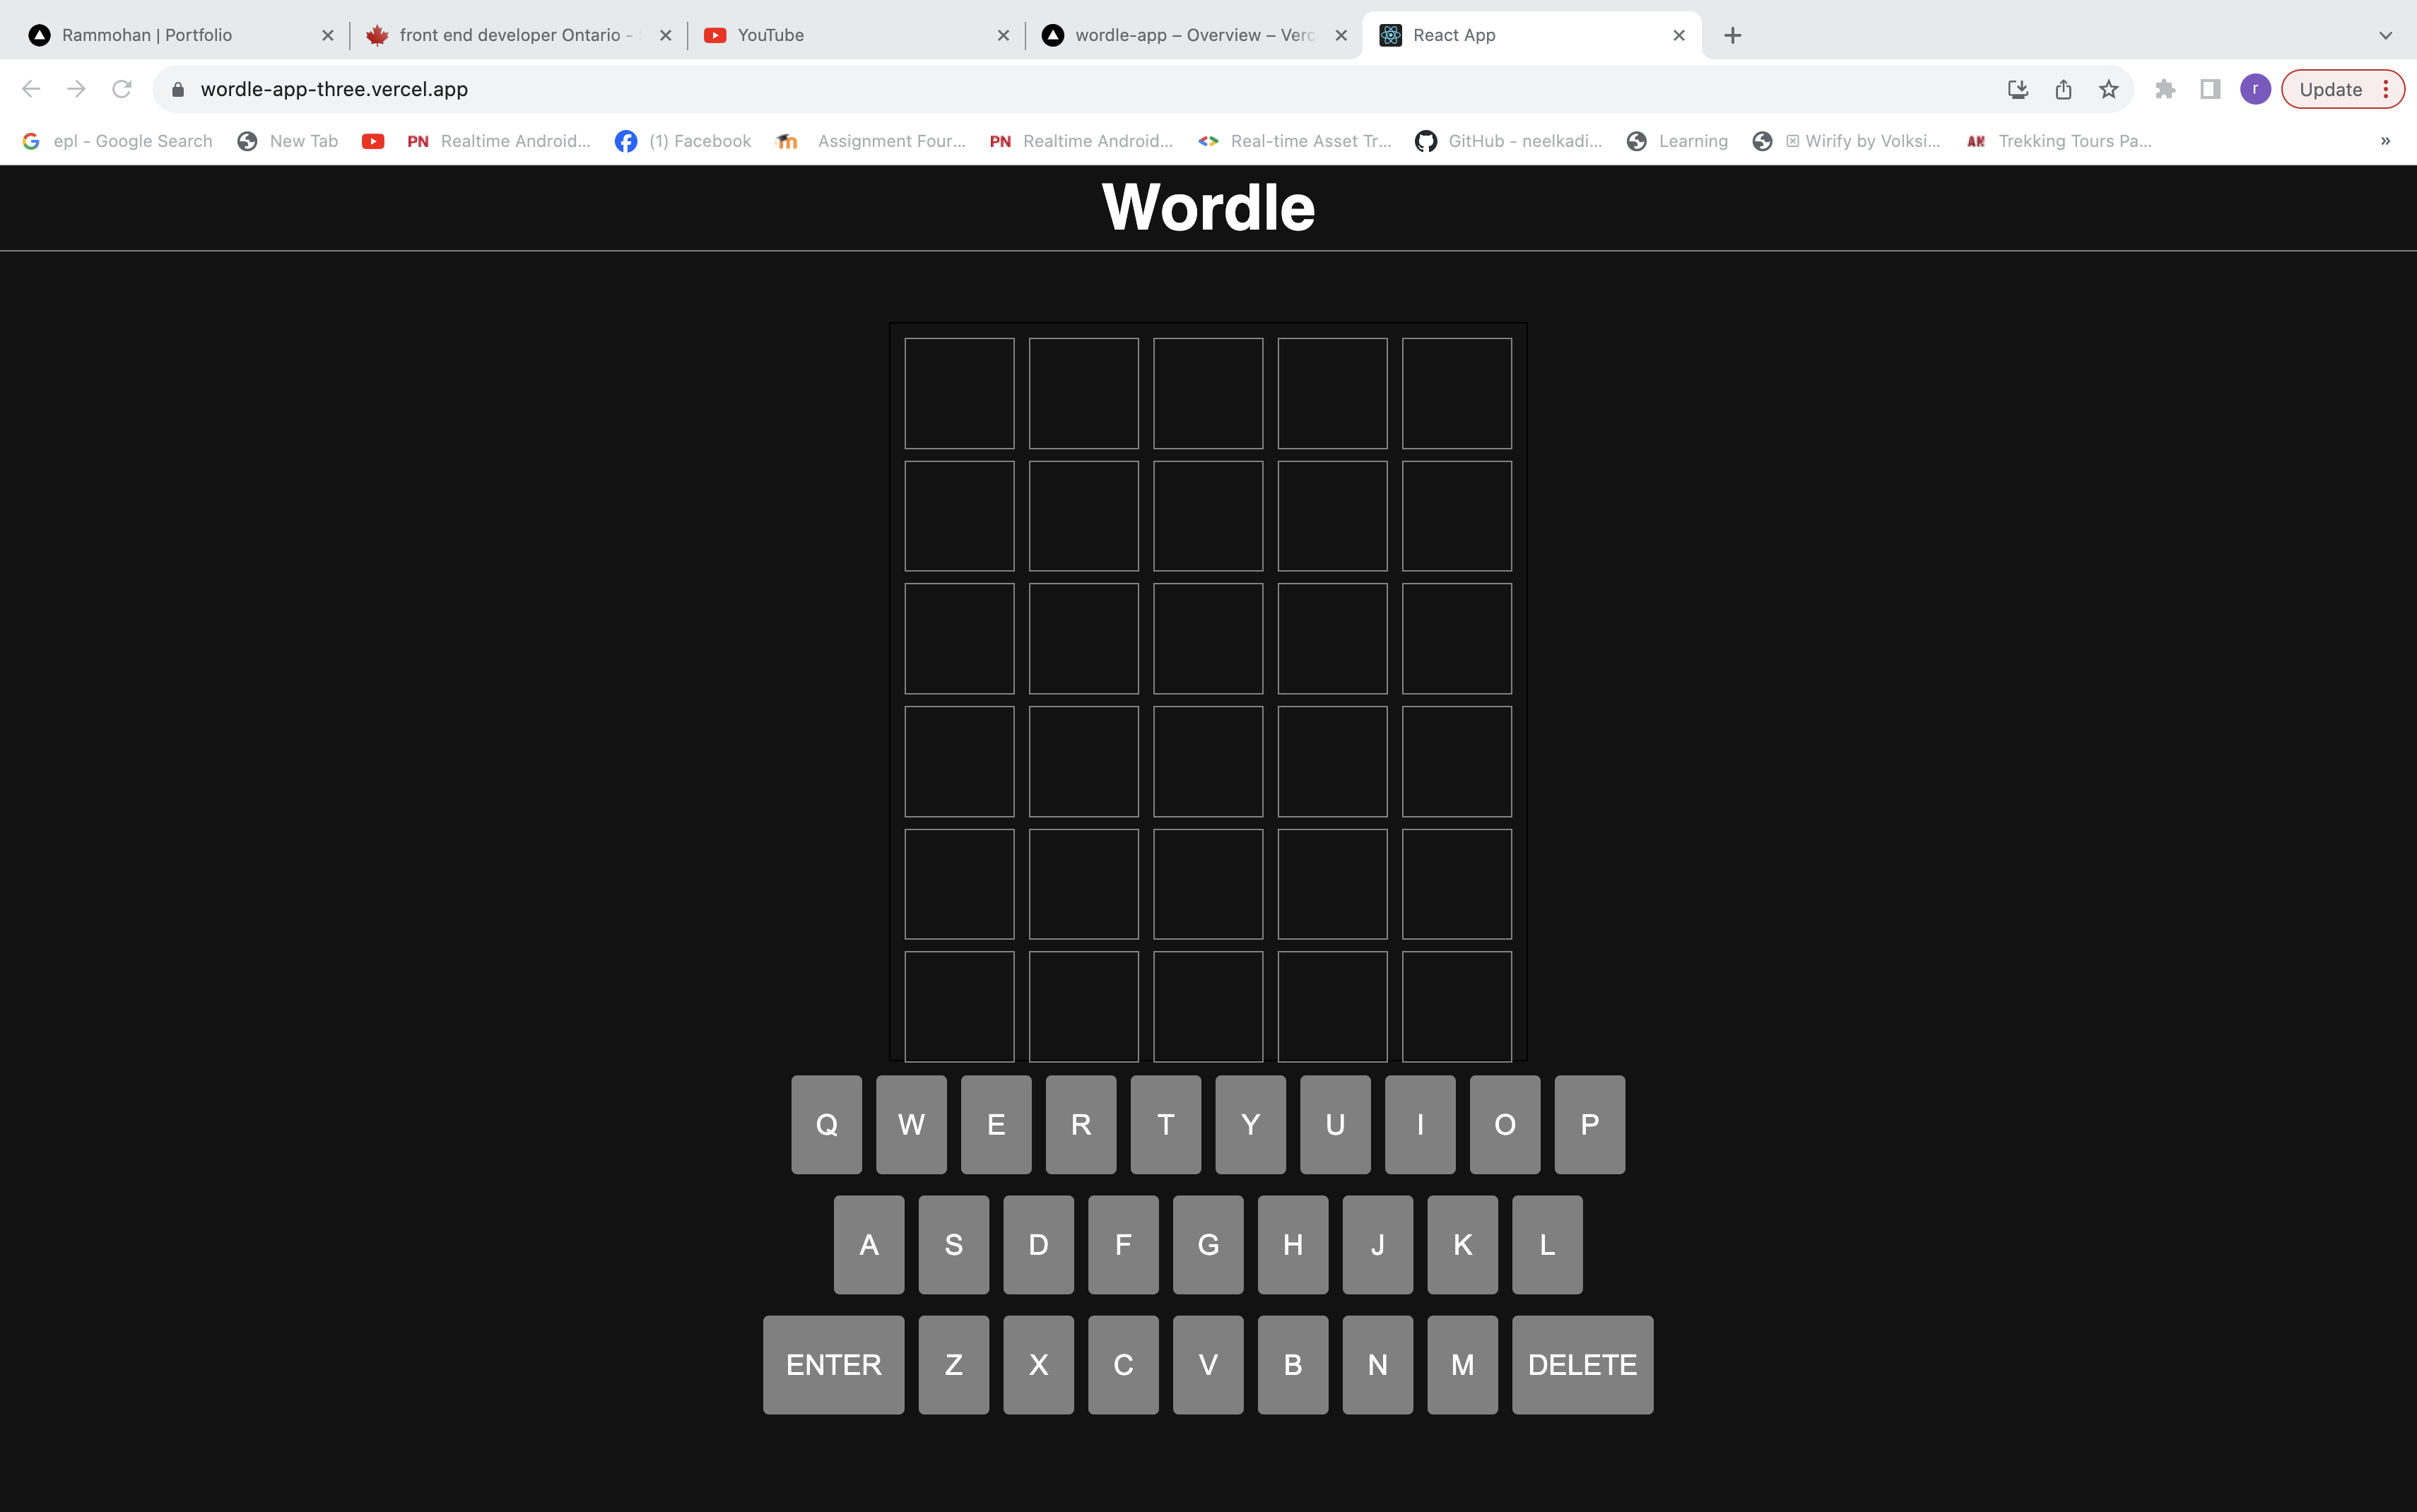 Rammohan | Portfolio
front end developer Ontario -
YouTube
wordle-app – Overview – Verc
React App
wordle-app-three.vercel.app
r
Update
epl - Google Search
New Tab
PN Realtime Android...
(1) Facebook
Assignment Four...
PN Realtime Android...
Real-time Asset Tr...
GitHub - neelkadi...
Learning
Wirify by Volksi...
AN Trekking Tours Pa...
»
Wordle
Q W E R T Y U I O P
A S D F G H J K L
ENTER Z X C V B N M DELETE